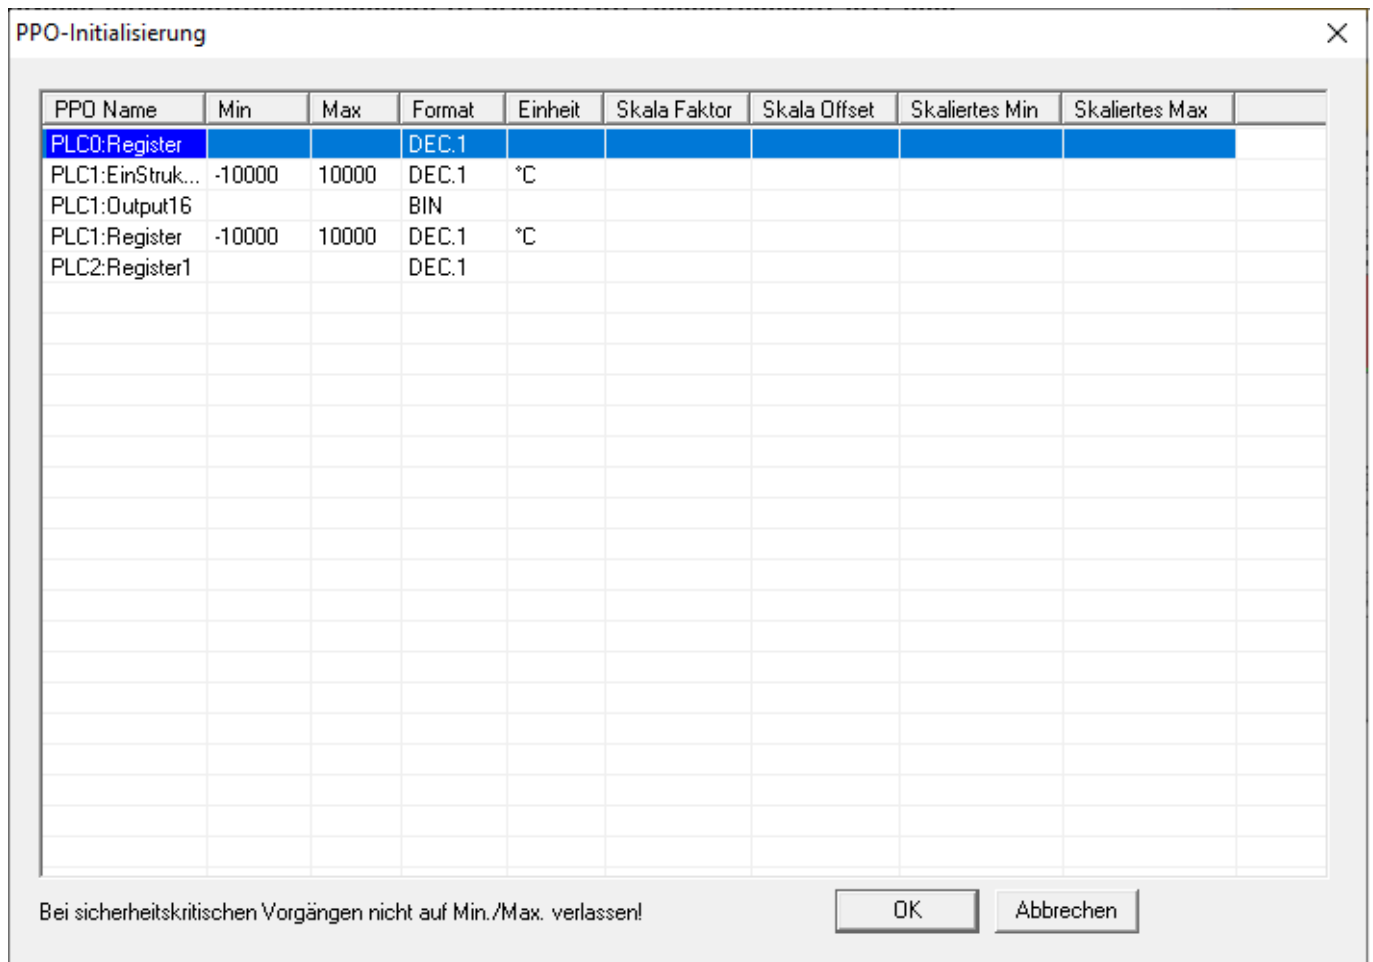 PPO-Initialisierung
PPO Name Min Max Format Einheit Skala Faktor Skala Offset Skaliertes Min Skaliertes Max
PLC0:Register DEC.1
PLC1:EinStruk... -10000 10000 DEC.1 °C
PLC1:Output16 BIN
PLC1:Register -10000 10000 DEC.1 °C
PLC2:Register1 DEC.1
Bei sicherheitskritischen Vorgängen nicht auf Min./Max. verlassen! OK Abbrechen